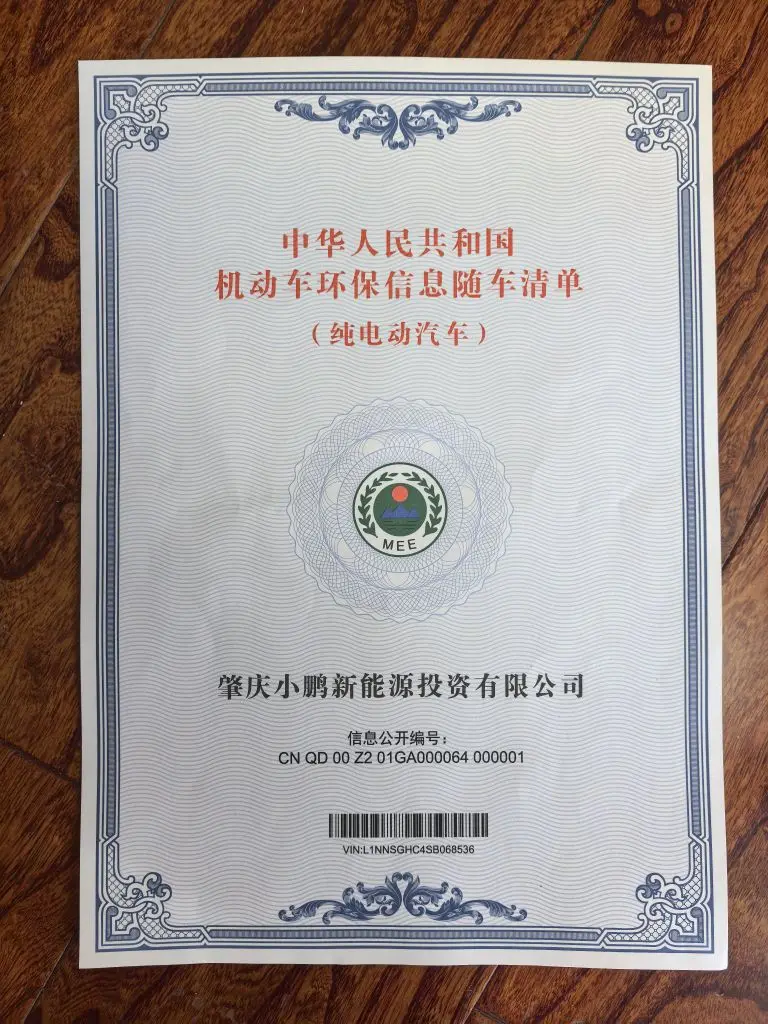 中华人民共和国
机动车环保信息随车清单
（纯电动汽车）
MEE
肇庆小鹏新能源投资有限公司
信息公开编号：
CN QD 00 Z2 01GA000064 000001
VIN:L1NNSGHC4SB068536